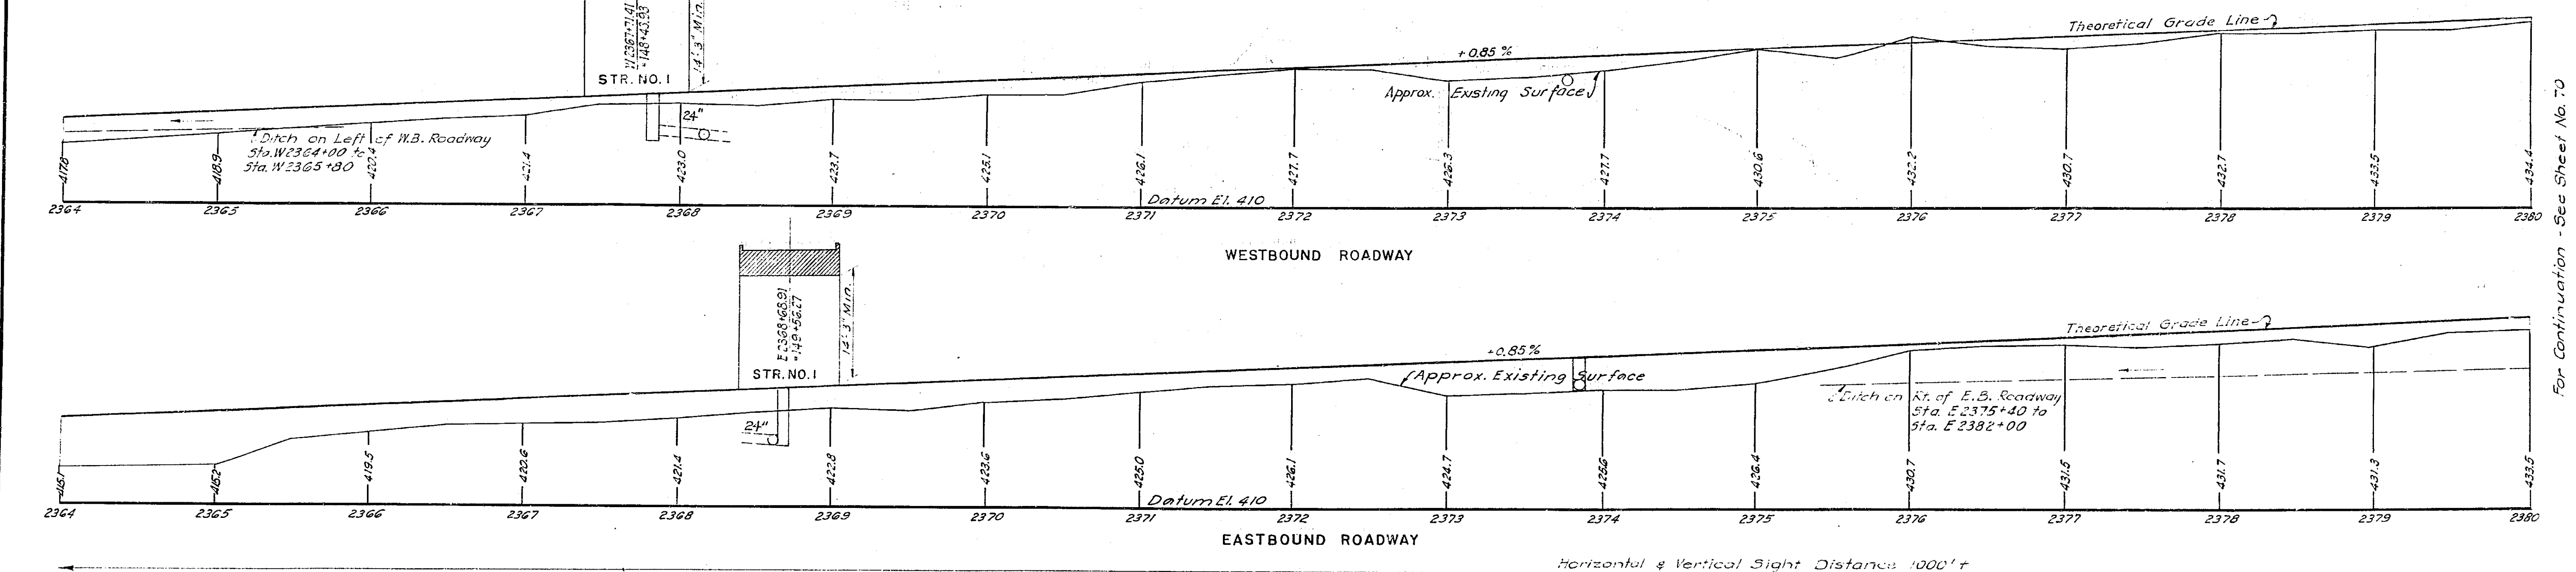 W 2367+71.41
=148+43.93
14'-3" Min.
STR. NO. 1
+0.85 %
Theoretical Grade Line
Approx. Existing Surface
24"
Ditch on Left of W.B. Roadway
Sta. W 2364+00 to
Sta. W 2365+80
417.8 418.9 420.4 421.4 423.0 423.7 425.1 426.1 427.7 426.3 427.7 430.6 432.2 430.7 432.7 433.5 434.4
Datum El. 410
2364 2365 2366 2367 2368 2369 2370 2371 2372 2373 2374 2375 2376 2377 2378 2379 2380
WESTBOUND ROADWAY
For Continuation - See Sheet No. 70
E 2368+68.91
=149+56.27
14'-3" Min.
STR. NO. 1
+0.85 %
Theoretical Grade Line
Approx. Existing Surface
24"
Ditch on Rt. of E.B. Roadway
Sta. E 2375+40 to
Sta. E 2382+00
415.1 415.2 419.5 420.6 421.4 422.8 423.6 425.0 426.1 424.7 425.6 426.4 430.7 431.5 431.7 431.3 433.5
Datum El. 410
2364 2365 2366 2367 2368 2369 2370 2371 2372 2373 2374 2375 2376 2377 2378 2379 2380
EASTBOUND ROADWAY
Horizontal & Vertical Sight Distance 1000'+